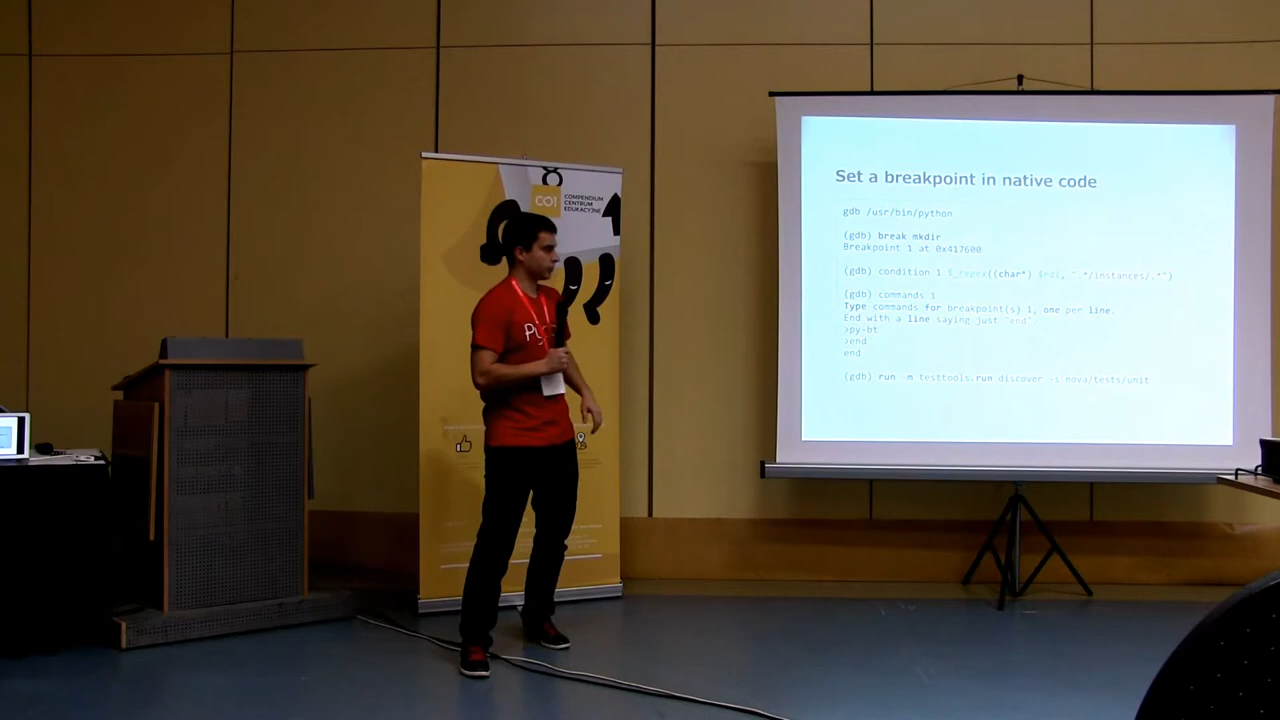 CO1
COMPENDIUM
CENTRUM
EDUKACYJNE
Set a breakpoint in native code
gdb /usr/bin/python
(gdb) break mkdir
Breakpoint 1 at 0x417600
(gdb) condition 1 $_regex((char*) $rdi, ".*/instances/.*")
(gdb) commands 1
Type commands for breakpoint(s) 1, one per line.
End with a line saying just "end".
>py-bt
>end
end
(gdb) run -m testtools.run discover -s nova/tests/unit